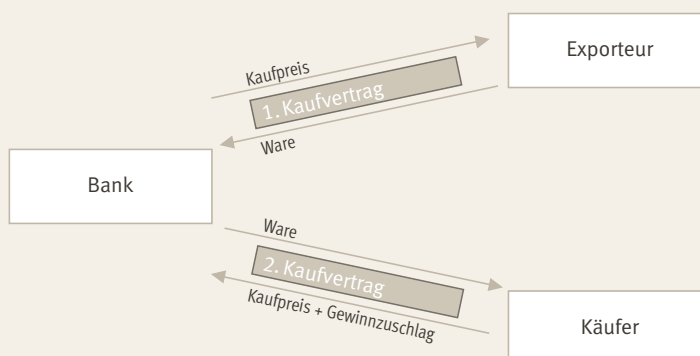 Exporteur
Kaufpreis
1. Kaufvertrag
Ware
Bank
Ware
2. Kaufvertrag
Kaufpreis + Gewinnzuschlag
Käufer